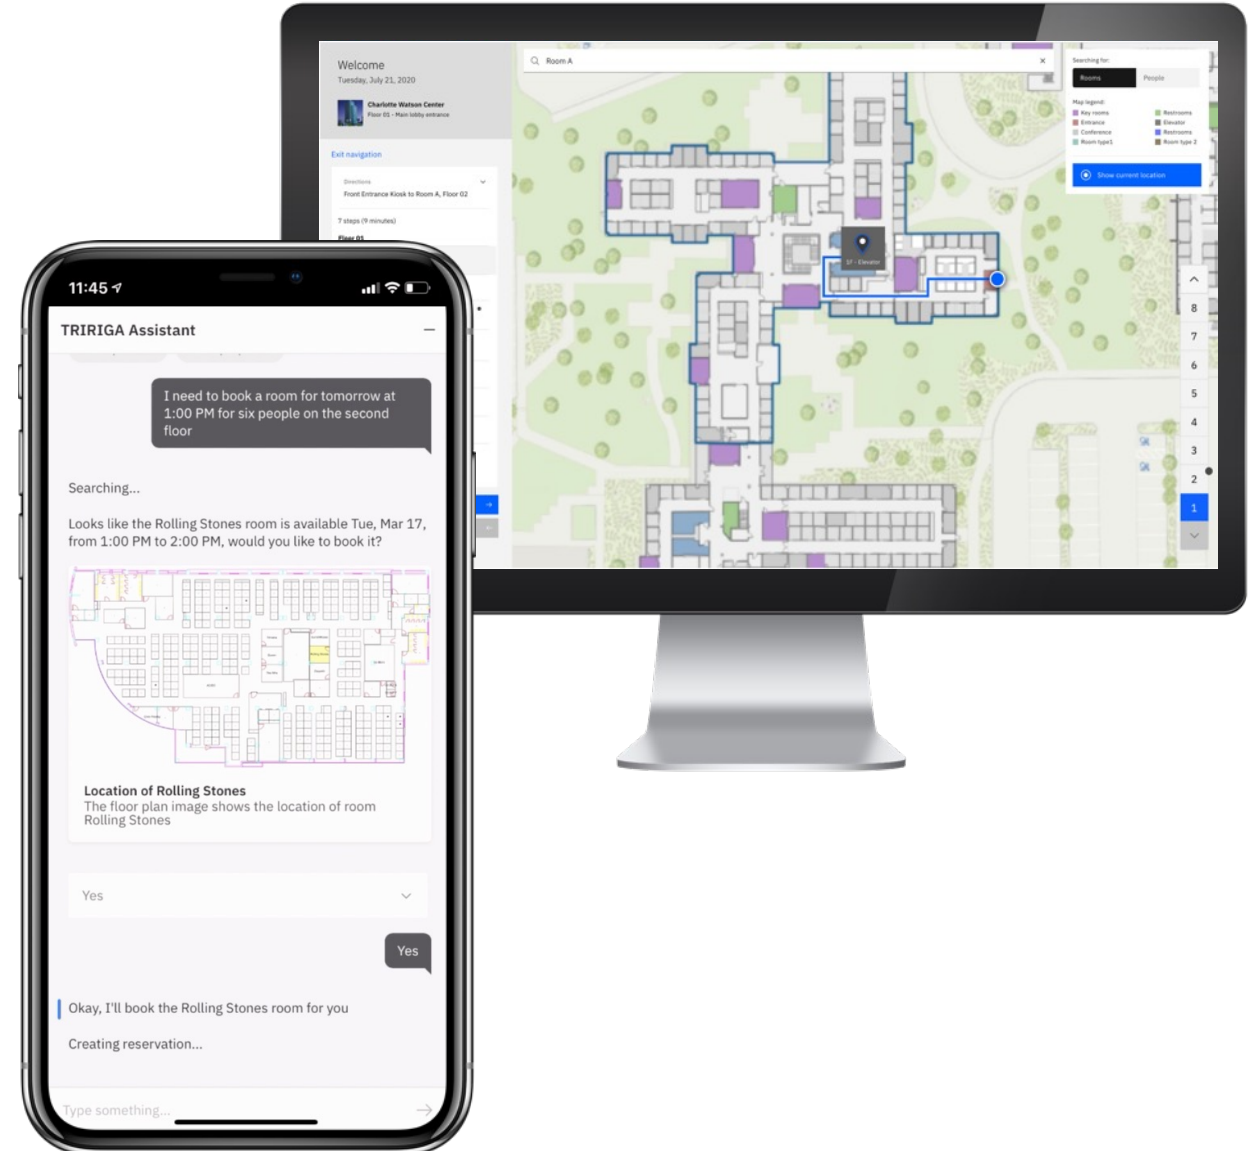 Welcome
Tuesday, July 21, 2020
Charlotte Watson Center
Floor 01 - Main lobby entrance
Exit navigation
Directions
Front Entrance Kiosk to Room A, Floor 02
7 steps (9 minutes)
Floor 01
Room A
Searching for:
Rooms
People
Map legend:
Key rooms
Restrooms
Entrance
Elevator
Conference
Restrooms
Room type1
Room type 2
Show current location
1F - Elevator
8
7
6
5
4
3
2
1
11:45
TRIRIGA Assistant
I need to book a room for tomorrow at
1:00 PM for six people on the second
floor
Searching...
Looks like the Rolling Stones room is available Tue, Mar 17,
from 1:00 PM to 2:00 PM, would you like to book it?
Location of Rolling Stones
The floor plan image shows the location of room
Rolling Stones
Yes
Yes
Okay, I'll book the Rolling Stones room for you
Creating reservation...
Type something...